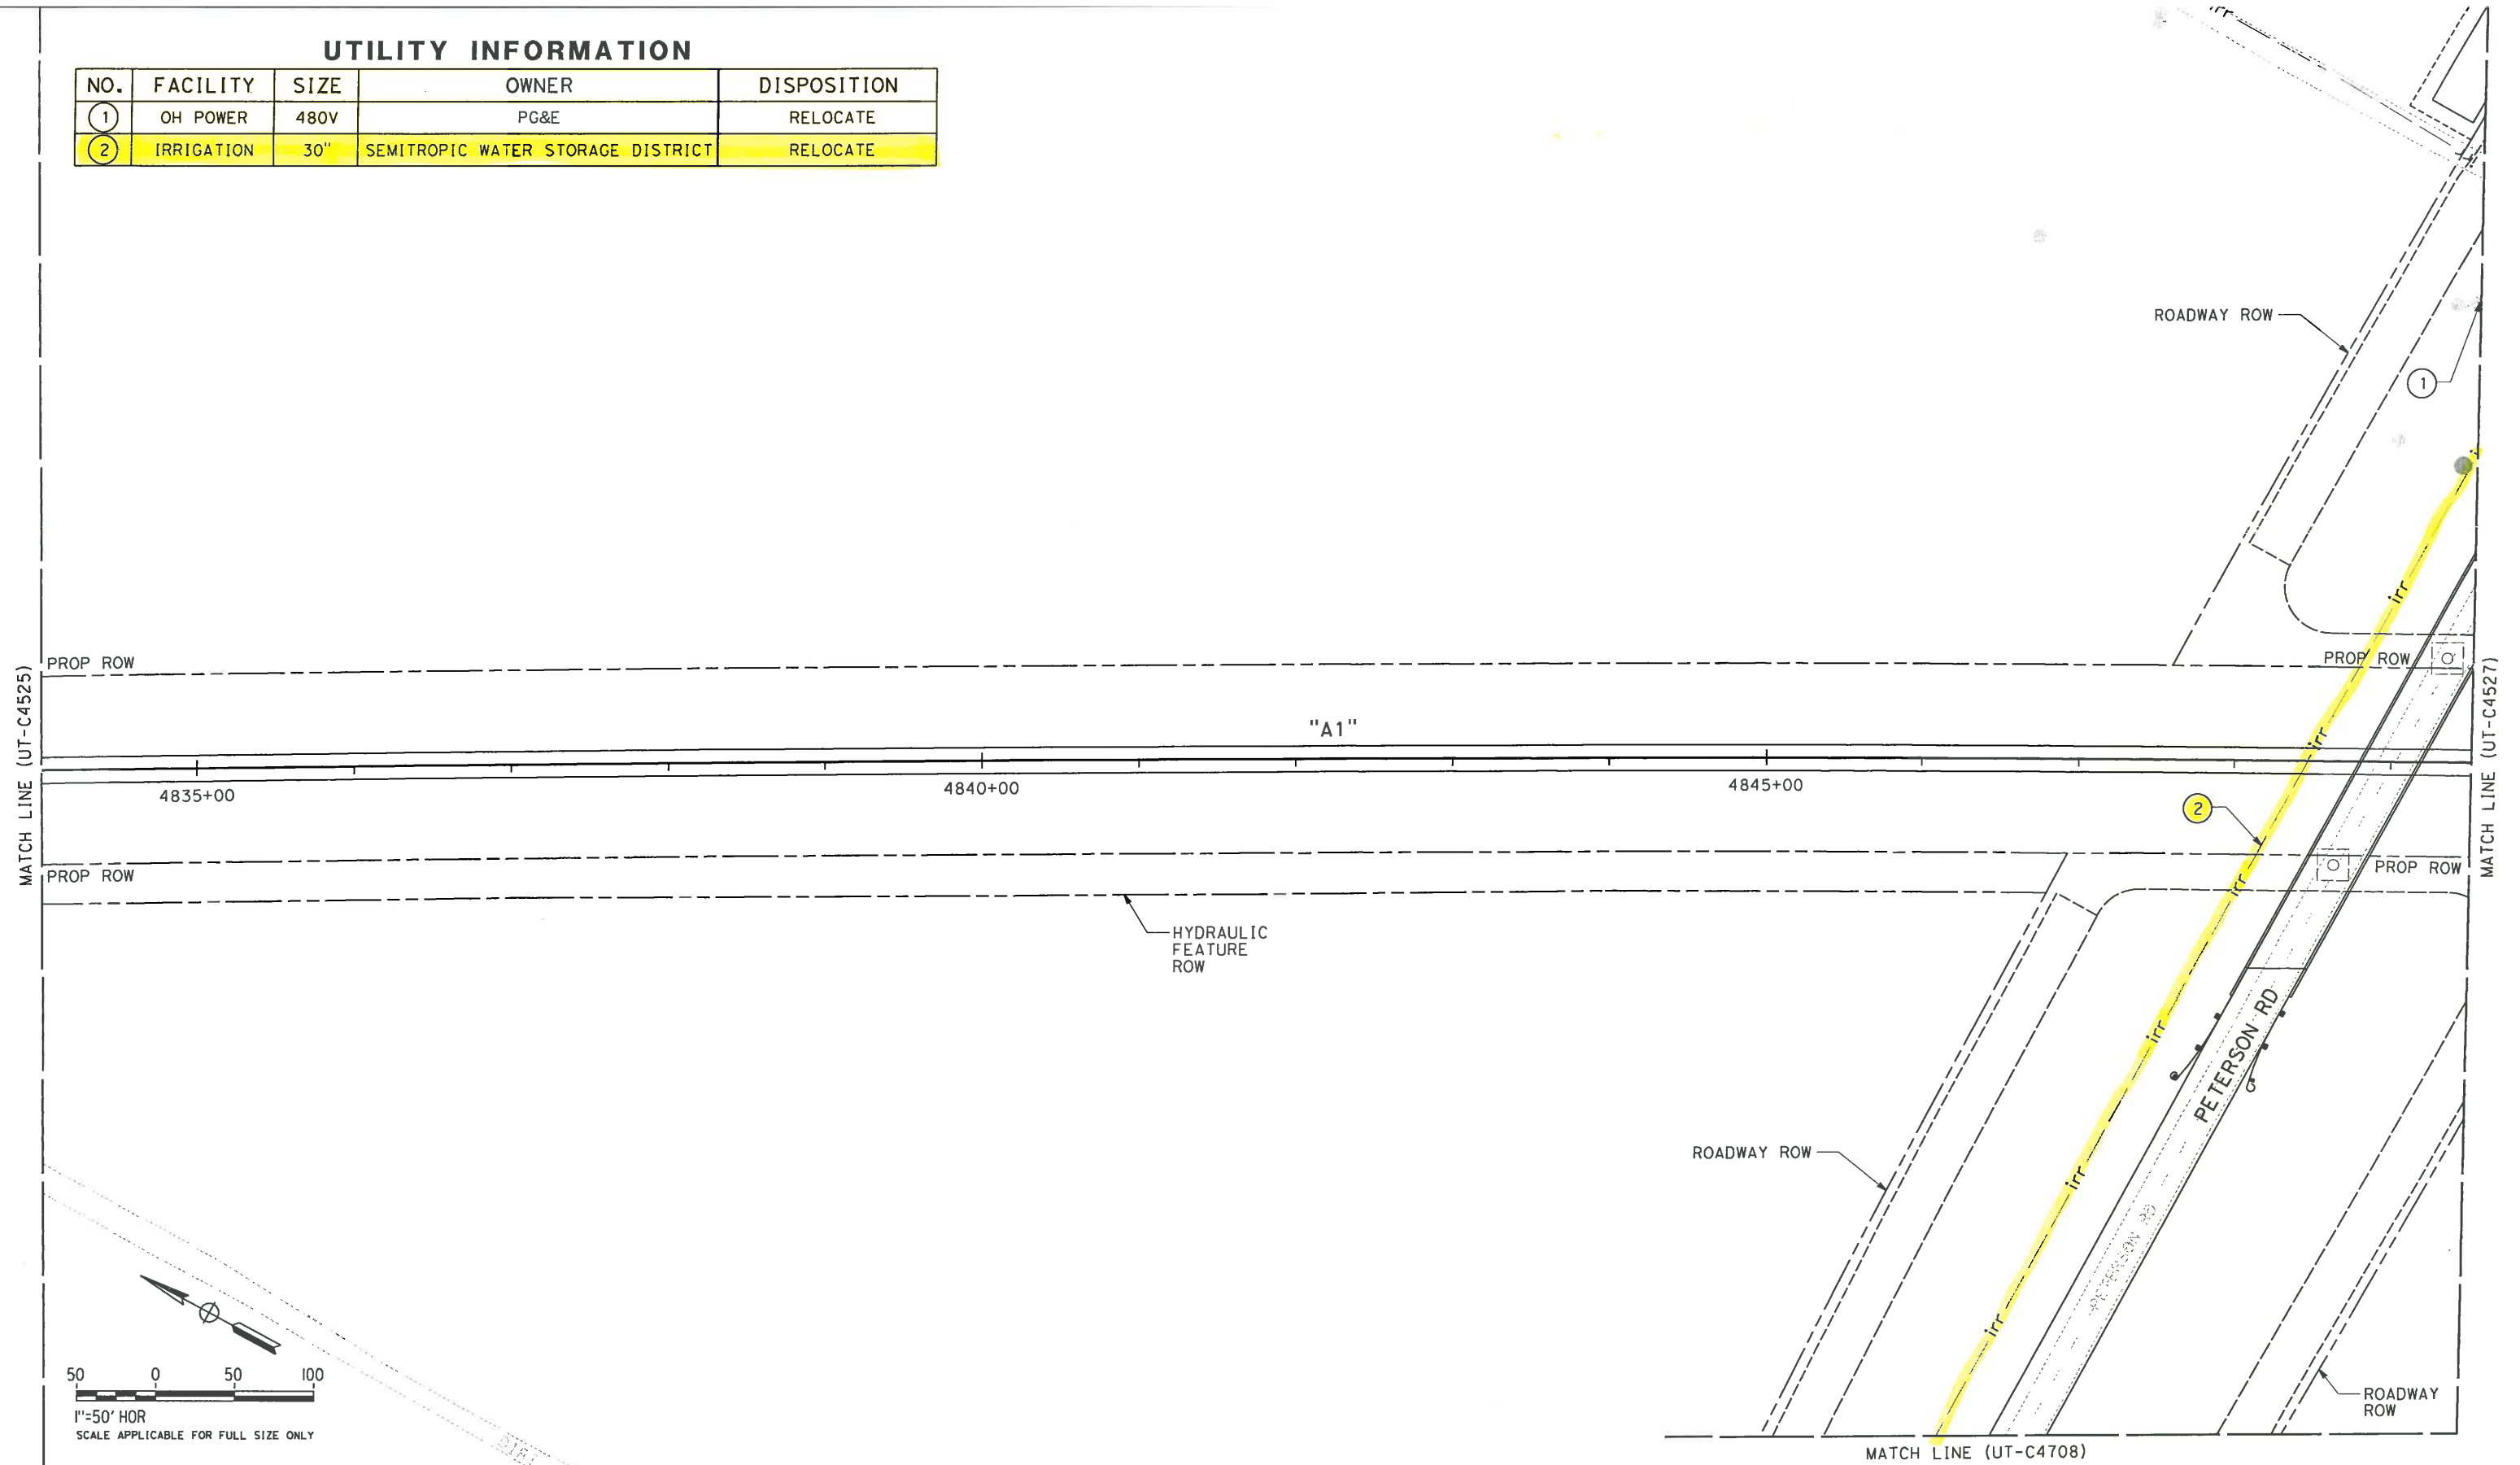 UTILITY INFORMATION
NO. FACILITY SIZE OWNER DISPOSITION
1 OH POWER 480V PG&E RELOCATE
2 IRRIGATION 30" SEMITROPIC WATER STORAGE DISTRICT RELOCATE
irr
ROADWAY ROW
1
irr
PROP ROW
PROP ROW
MATCH LINE (UT-C4525)
MATCH LINE (UT-C4527)
"A1"
irr
4835+00
4840+00
4845+00
2
PROP ROW
PROP ROW
irr
HYDRAULIC
FEATURE
ROW
irr
PETERSON RD
ROADWAY ROW
irr
PETERSON RD
irr
50 0 50 100
1"=50' HOR
SCALE APPLICABLE FOR FULL SIZE ONLY
ROADWAY
ROW
MATCH LINE (UT-C4708)